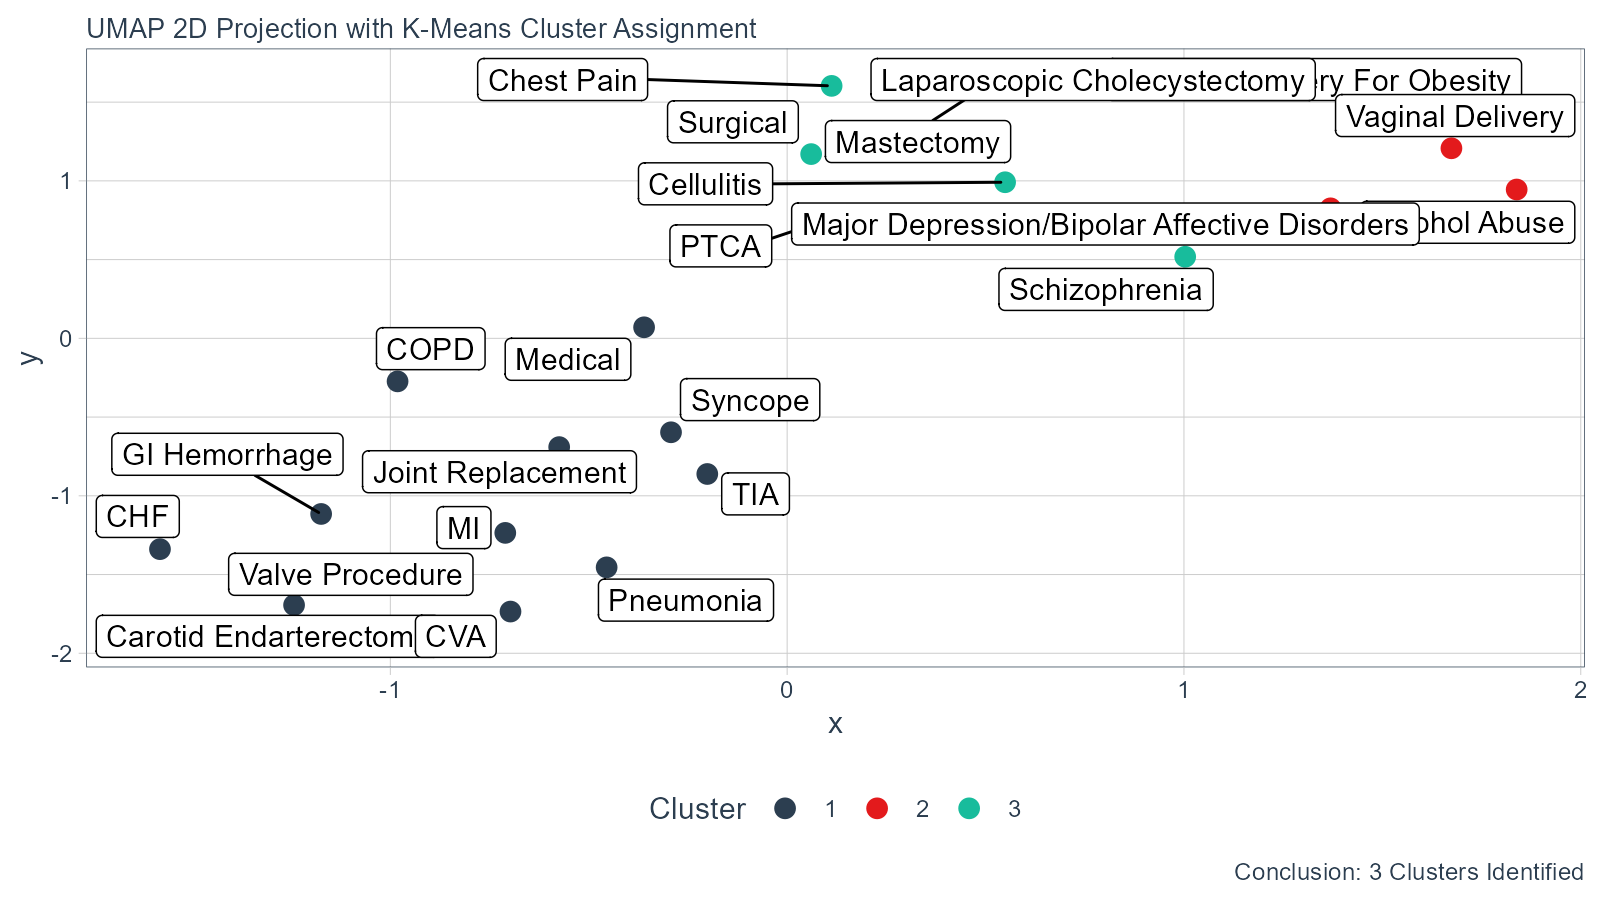 UMAP 2D Projection with K-Means Cluster Assignment
Chest Pain
Laparoscopic Cholecystectomy
For Obesity
Surgical
Vaginal Delivery
Mastectomy
Cellulitis
Major Depression/Bipolar Affective Disorders
Abuse
PTCA
Schizophrenia
COPD
Medical
Syncope
GI Hemorrhage
Joint Replacement
TIA
CHF
MI
Valve Procedure
Pneumonia
Carotid Endarterectom
CVA
1
0
-1
-2
y
-1
0
1
2
x
Cluster
1
2
3
Conclusion: 3 Clusters Identified